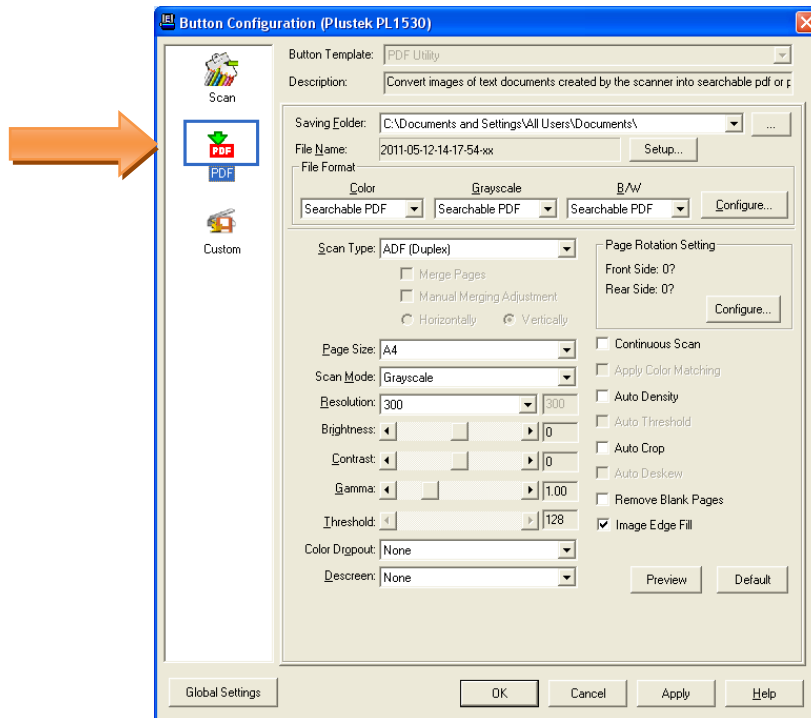 Button Configuration (Plustek PL1530)
Scan
PDF
PDF
Custom
Button Template: PDF Utility
Description: Convert images of text documents created by the scanner into searchable pdf or p
Saving Folder: C:\Documents and Settings\All Users\Documents\ ...
File Name: 2011-05-12-14-17-54-xx Setup...
File Format
Color Grayscale B/W
Searchable PDF Searchable PDF Searchable PDF Configure...
Scan Type: ADF (Duplex)
Merge Pages
Manual Merging Adjustment
Horizontally Vertically
Page Rotation Setting
Front Side: 0?
Rear Side: 0?
Configure...
Page Size: A4
Scan Mode: Grayscale
Resolution: 300 300
Brightness: 0
Contrast: 0
Gamma: 1.00
Threshold: 128
Color Dropout: None
Descreen: None
Continuous Scan
Apply Color Matching
Auto Density
Auto Threshold
Auto Crop
Auto Deskew
Remove Blank Pages
Image Edge Fill
Preview Default
Global Settings OK Cancel Apply Help